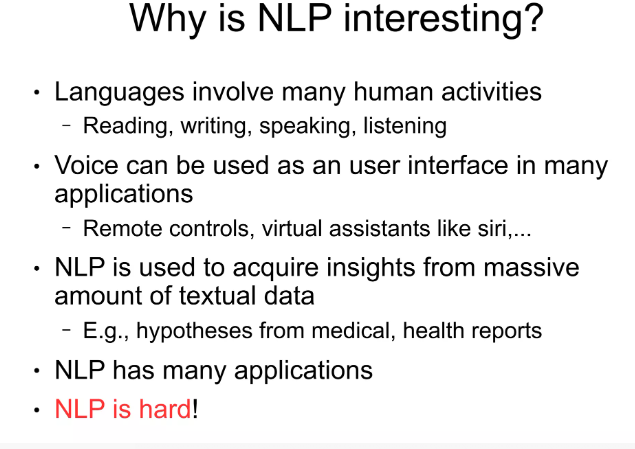 Why is NLP interesting?
• Languages involve many human activities
– Reading, writing, speaking, listening
• Voice can be used as an user interface in many
applications
– Remote controls, virtual assistants like siri,...
• NLP is used to acquire insights from massive
amount of textual data
– E.g., hypotheses from medical, health reports
• NLP has many applications
• NLP is hard!